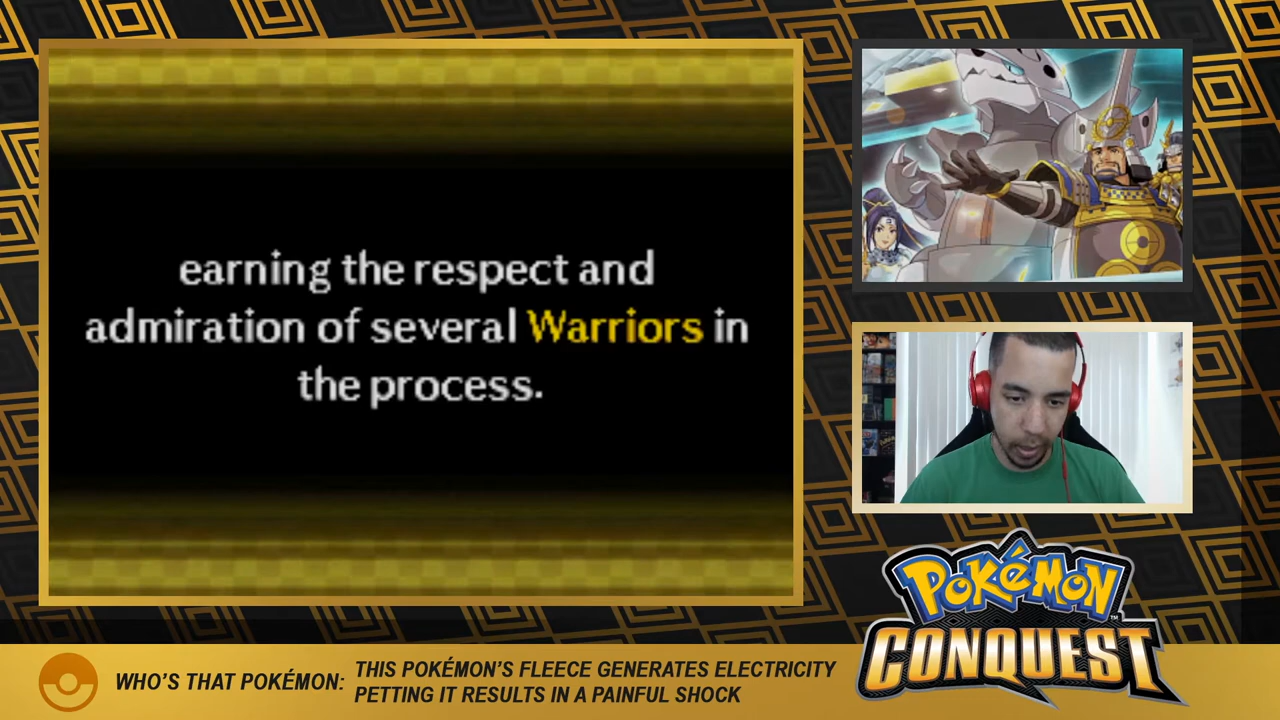 earning the respect and
admiration of several Warriors in
the process.
POKéMON
CONQUEST
WHO'S THAT POKÉMON:
THIS POKÉMON'S FLEECE GENERATES ELECTRICITY
PETTING IT RESULTS IN A PAINFUL SHOCK